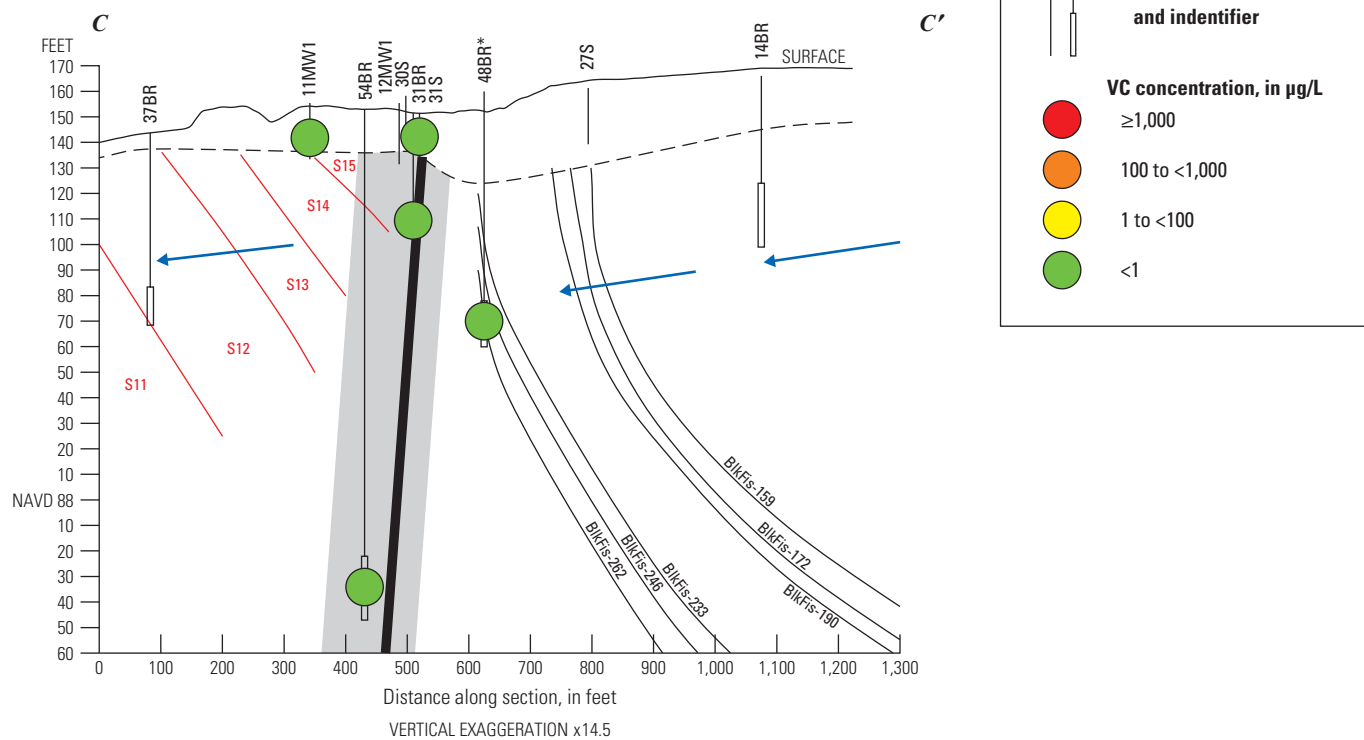 C
C′
FEET
170
160
150
140
130
120
110
100
90
80
70
60
50
40
30
20
10
NAVD 88
10
20
30
40
50
60
37BR
11MW1
54BR
12MW1
30S
31BR
31S
48BR*
27S
14BR
SURFACE
S15
S14
S13
S12
S11
BlkFis-159
BlkFis-172
BlkFis-190
BlkFis-233
BlkFis-246
BlkFis-262
0
100
200
300
400
500
600
700
800
900
1,000
1,100
1,200
1,300
Distance along section, in feet
VERTICAL EXAGGERATION x14.5
and indentifier
VC concentration, in µg/L
≥1,000
100 to <1,000
1 to <100
<1